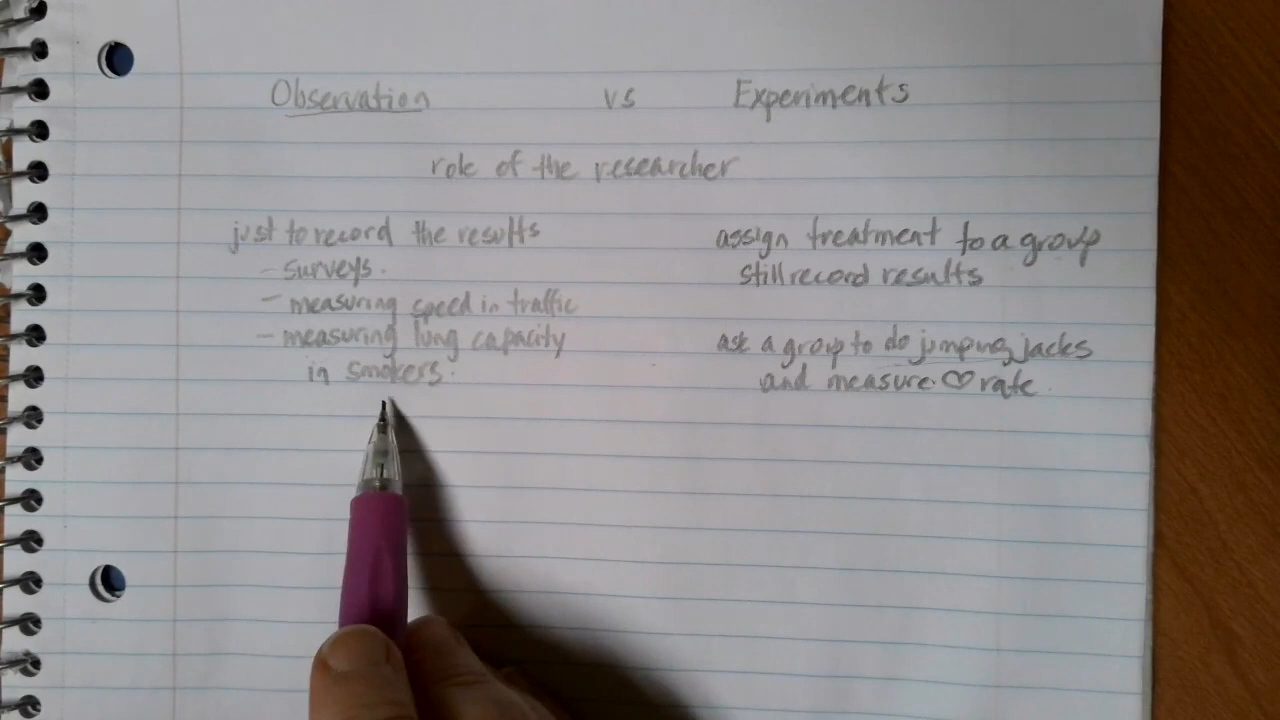 Observation vs Experiments
role of the researcher
just to record the results
- surveys.
- measuring speed in traffic
- measuring lung capacity
in smokers.
assign treatment to a group
still record results
ask a group to do jumping jacks
and measure ♡ rate.